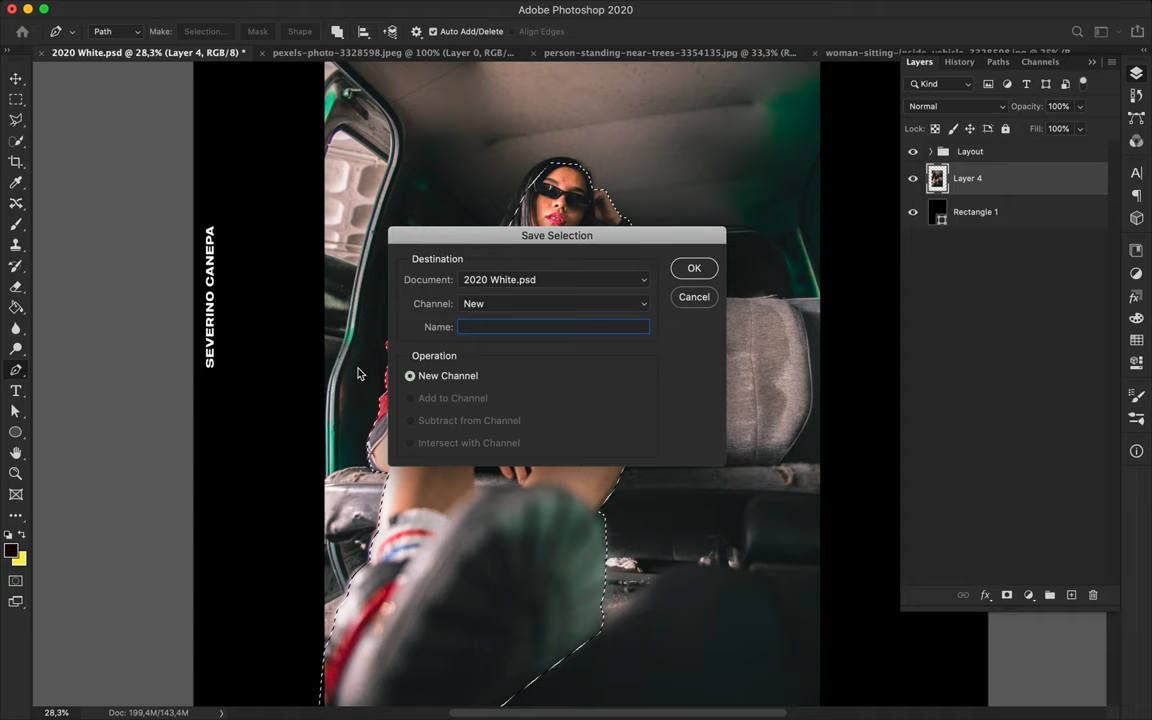 Adobe Photoshop 2020
Path
Make:
Selection...
Mask
Shape
Auto Add/Delete
Align Edges
2020 White.psd @ 28,3% (Layer 4, RGB/8) *
pexels-photo-3328598.jpeg @ 100% (Layer 0, RGB/...
person-standing-near-trees-3354135.jpg @ 33,3% (R...
Layers
History
Paths
Channels
Kind
Normal
Opacity:
100%
Lock:
Fill:
100%
Layout
Layer 4
Rectangle 1
SEVERINO CANEPA
Save Selection
Destination
Document:
2020 White.psd
Channel:
New
Name:
OK
Cancel
Operation
New Channel
Add to Channel
Subtract from Channel
Intersect with Channel
28,3%
Doc: 199,4M/143,4M